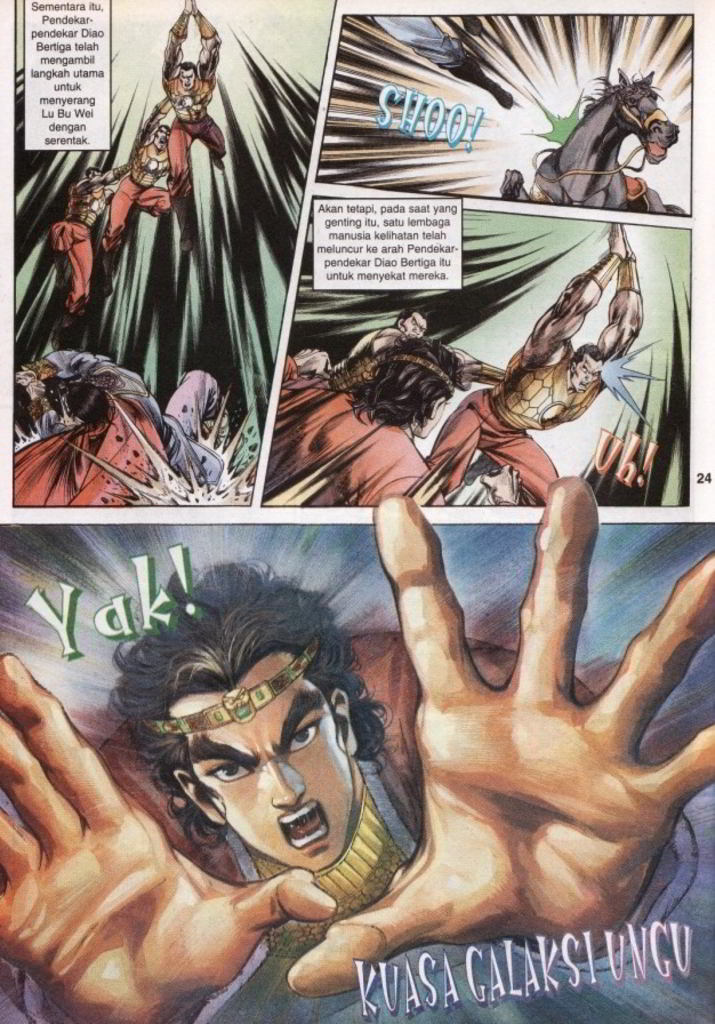 Sementara itu,
Pendekar-
pendekar Diao
Bertiga telah
mengambil
langkah utama
untuk
menyerang
Lu Bu Wei
dengan
serentak.
SHOO!
Akan tetapi, pada saat yang
genting itu, satu lembaga
manusia kelihatan telah
meluncur ke arah Pendekar-
pendekar Diao Bertiga itu
untuk menyekat mereka.
Uh!
24
Yak!
KUASA GALAKSI UNGU